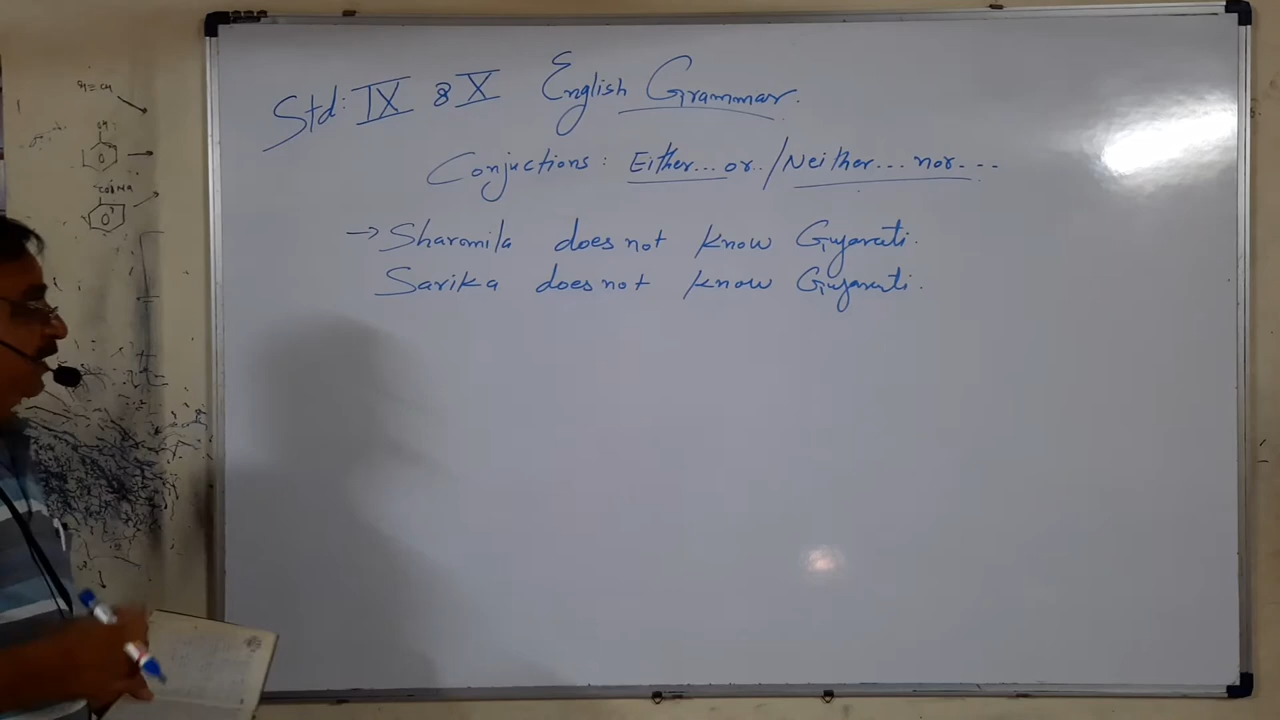 Std: IX & X English Grammar.
Conjuctions: Either... or.. / Neither... nor....
→ Sharmila does not know Gujarati.
Sarika does not know Gujarati.